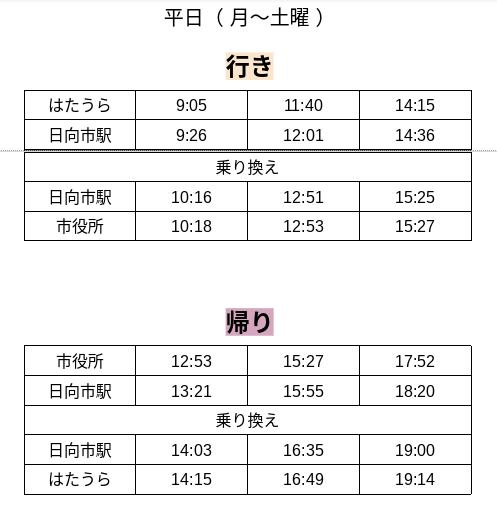 平日（ 月～土曜 ）
行き
はたうら 9:05 11:40 14:15
日向市駅 9:26 12:01 14:36
乗り換え
日向市駅 10:16 12:51 15:25
市役所 10:18 12:53 15:27
帰り
市役所 12:53 15:27 17:52
日向市駅 13:21 15:55 18:20
乗り換え
日向市駅 14:03 16:35 19:00
はたうら 14:15 16:49 19:14